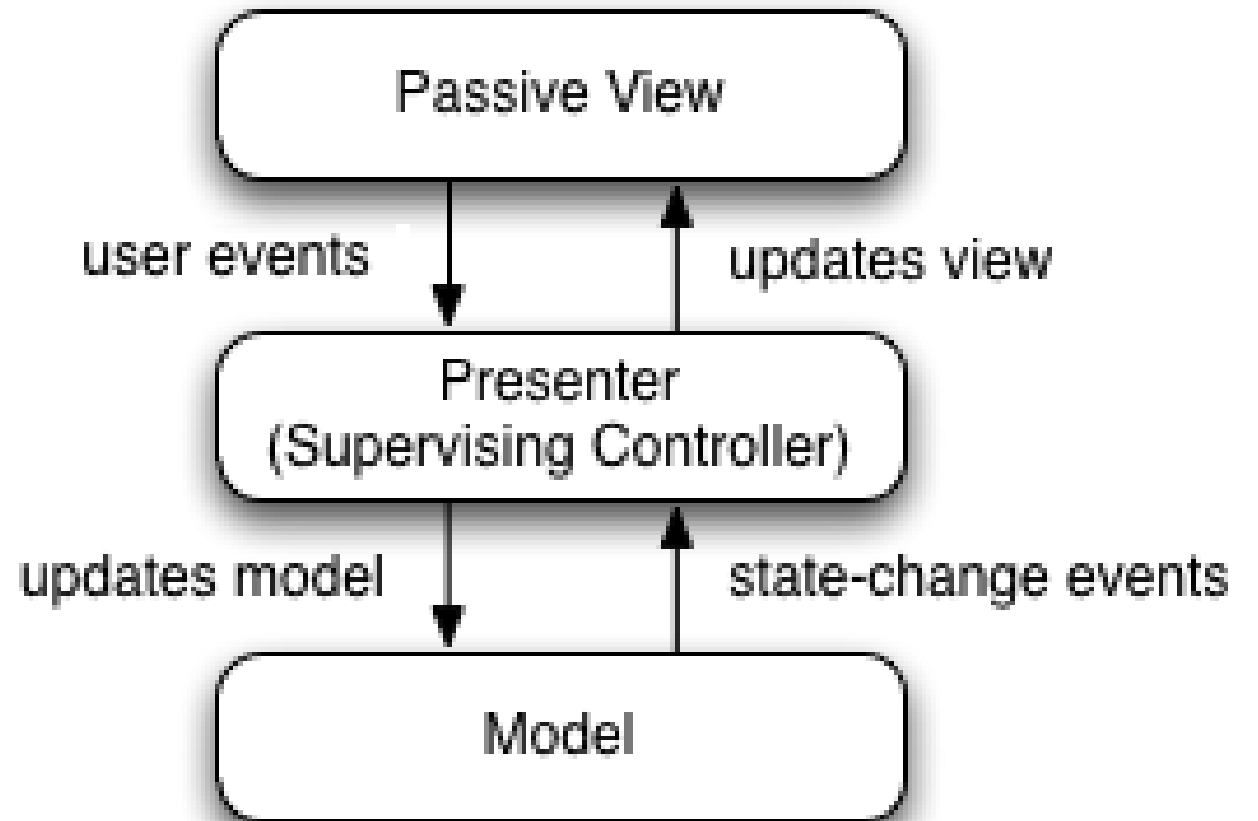 Passive View
user events
updates view
Presenter
(Supervising Controller)
updates model
state-change events
Model